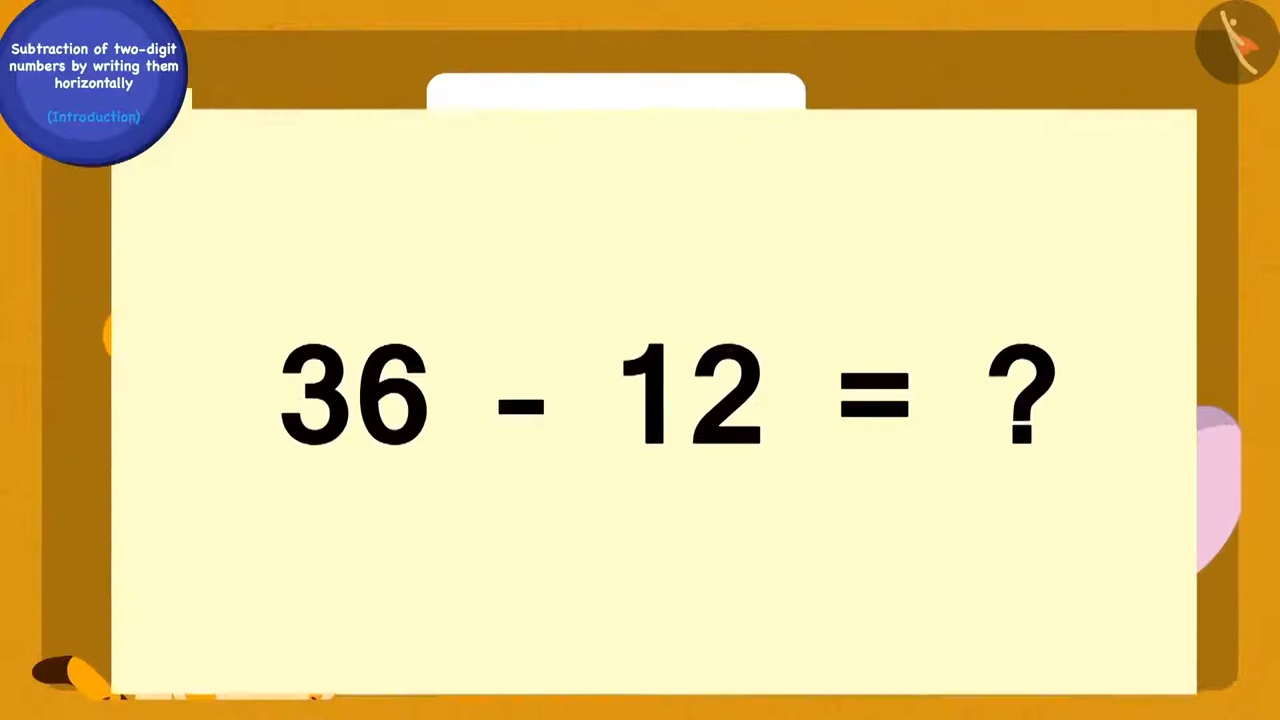 Subtraction of two-digit
numbers by writing them
horizontally
(Introduction)
36 - 12 = ?